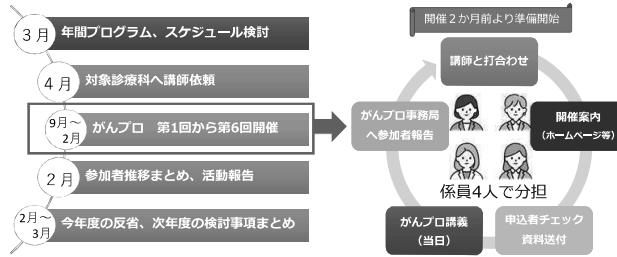 3月
年間プログラム、スケジュール検討
4月
対象診療科へ講師依頼
9月～
2月
がんプロ　第1回から第6回開催
2月
参加者推移まとめ、活動報告
2月～
3月
今年度の反省、次年度の検討事項まとめ
開催２か月前より準備開始
講師と打合わせ
開催案内
（ホームページ等）
申込者チェック
資料送付
がんプロ講義
（当日）
がんプロ事務局
へ参加者報告
係員4人で分担